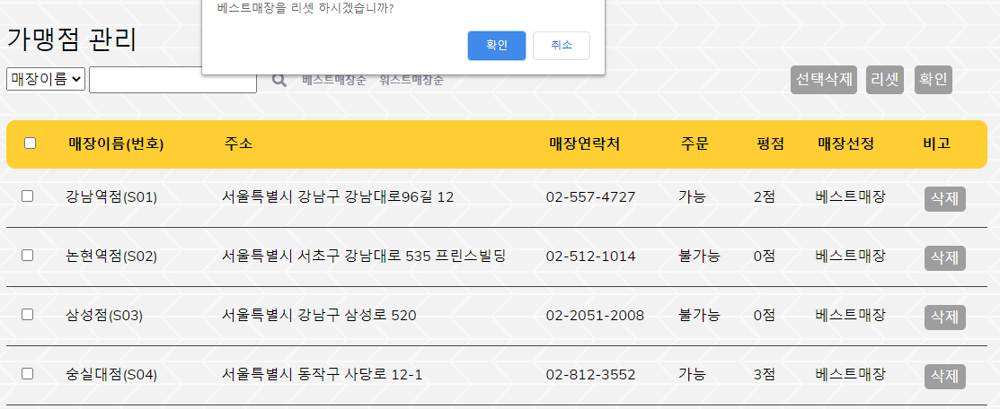 베스트매장을 리셋 하시겠습니까?
확인 취소
가맹점 관리
매장이름 베스트매장순 워스트매장순 선택삭제 리셋 확인
매장이름(번호) 주소 매장연락처 주문 평점 매장선정 비고
강남역점(S01) 서울특별시 강남구 강남대로96길 12 02-557-4727 가능 2점 베스트매장 삭제
논현역점(S02) 서울특별시 서초구 강남대로 535 프린스빌딩 02-512-1014 불가능 0점 베스트매장 삭제
삼성점(S03) 서울특별시 강남구 삼성로 520 02-2051-2008 불가능 0점 베스트매장 삭제
숭실대점(S04) 서울특별시 동작구 사당로 12-1 02-812-3552 가능 3점 베스트매장 삭제